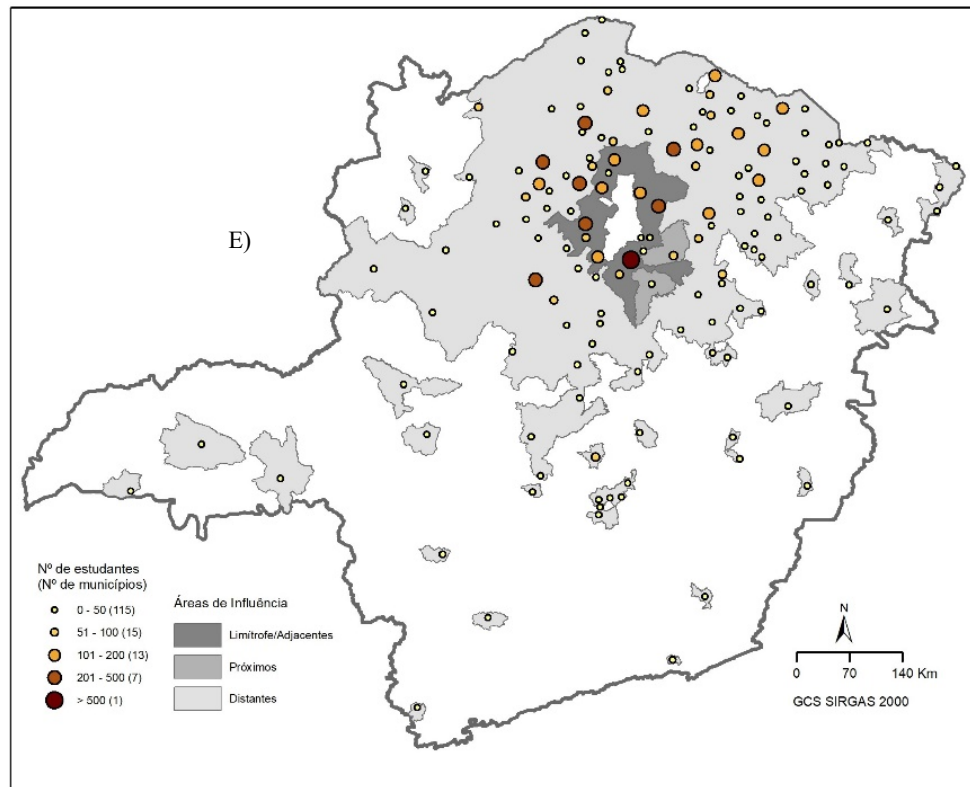 E)
Nº de estudantes
(Nº de municípios)
0 - 50 (115)
51 - 100 (15)
101 - 200 (13)
201 - 500 (7)
> 500 (1)
Áreas de Influência
Limítrofe/Adjacentes
Próximos
Distantes
N
0 70 140 Km
GCS SIRGAS 2000